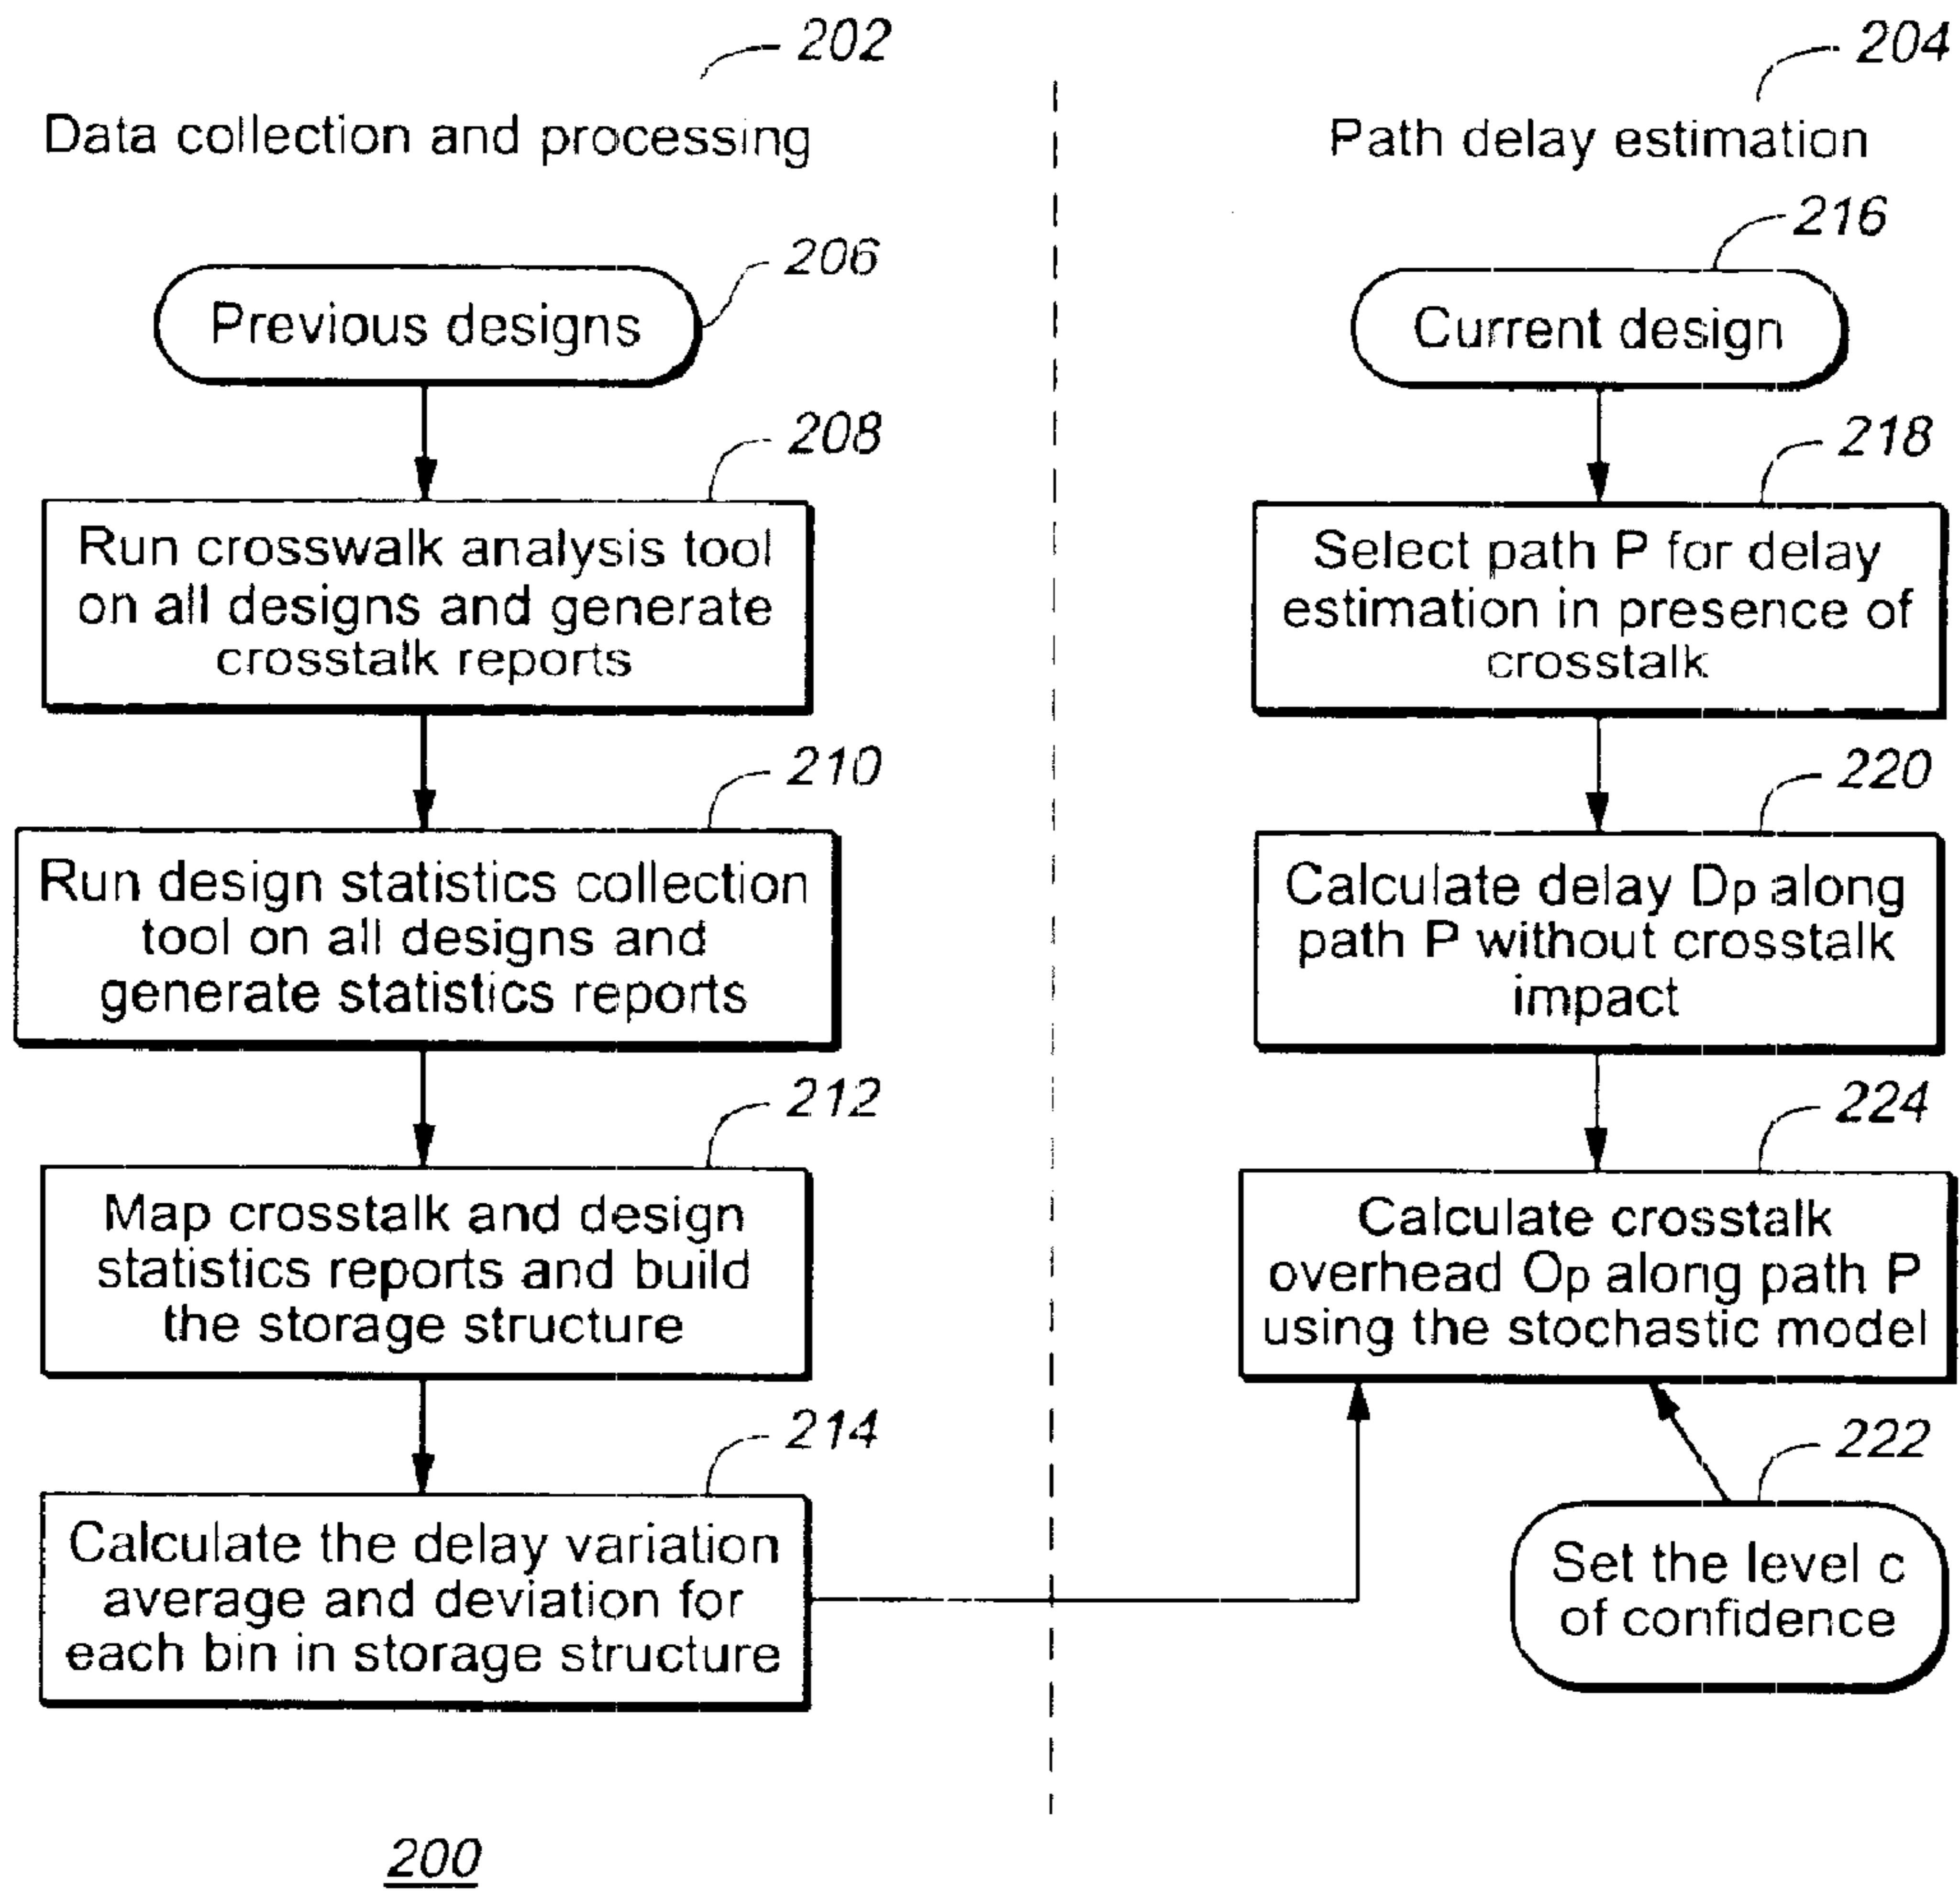 202
Data collection and processing
206
Previous designs
208
Run crosswalk analysis tool
on all designs and generate
crosstalk reports
210
Run design statistics collection
tool on all designs and
generate statistics reports
212
Map crosstalk and design
statistics reports and build
the storage structure
214
Calculate the delay variation
average and deviation for
each bin in storage structure
204
Path delay estimation
216
Current design
218
Select path P for delay
estimation in presence of
crosstalk
220
Calculate delay Dp along
path P without crosstalk
impact
224
Calculate crosstalk
overhead Op along path P
using the stochastic model
222
Set the level c
of confidence
200